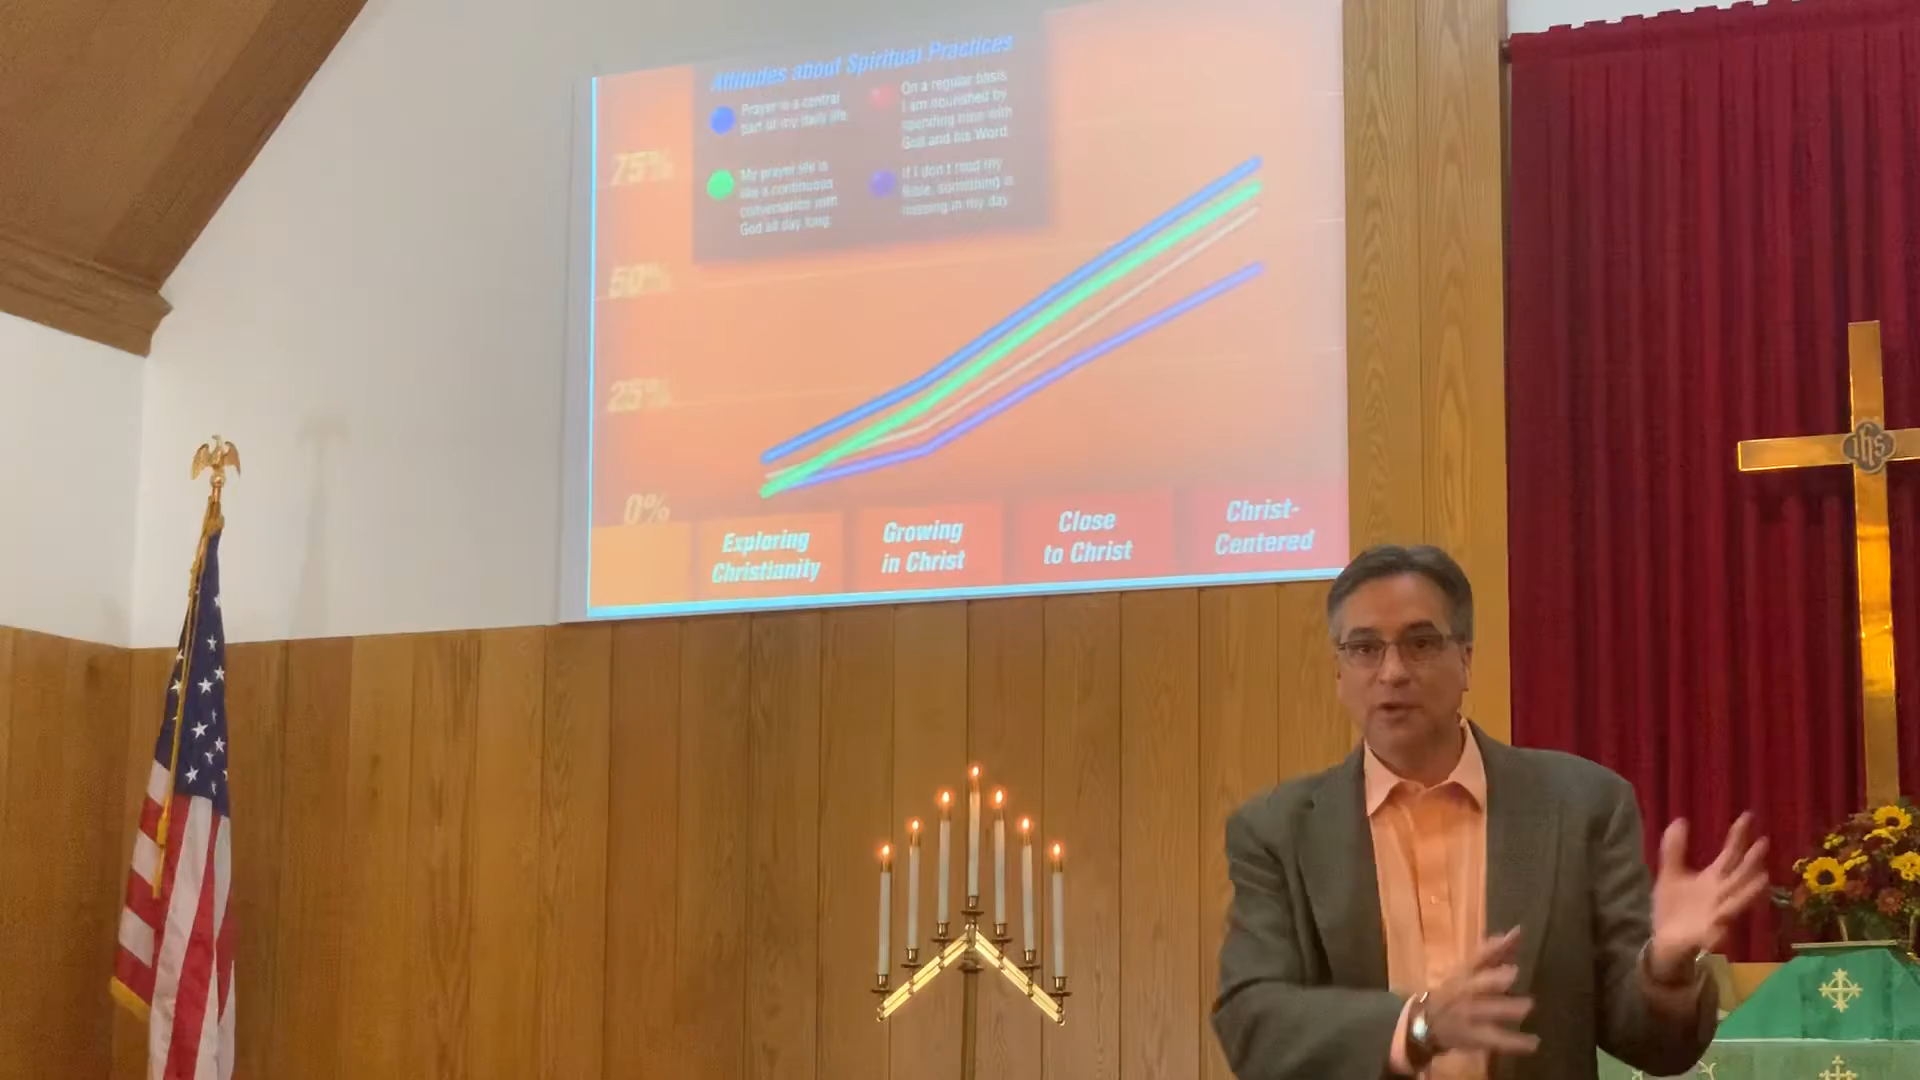 Attitudes about Spiritual Practices
Prayer is a central
part of my daily life
On a regular basis
I am nourished by
spending time with
God and his Word
My prayer life is
like a continuous
conversation with
God all day long
If I don't read my
Bible, something is
missing in my day
75%
50%
25%
0%
Exploring
Christianity
Growing
in Christ
Close
to Christ
Christ-
Centered
ihs